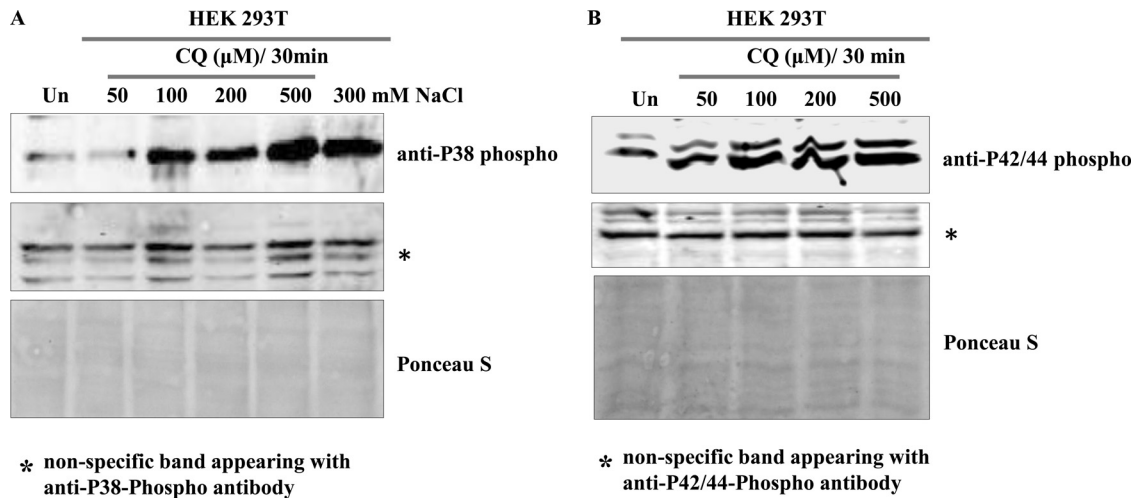 A
HEK 293T
CQ (µM)/ 30min
Un 50 100 200 500 300 mM NaCl
anti-P38 phospho
*
Ponceau S
* non-specific band appearing with
anti-P38-Phospho antibody
B
HEK 293T
CQ (µM)/ 30 min
Un 50 100 200 500
anti-P42/44 phospho
*
Ponceau S
* non-specific band appearing with
anti-P42/44-Phospho antibody